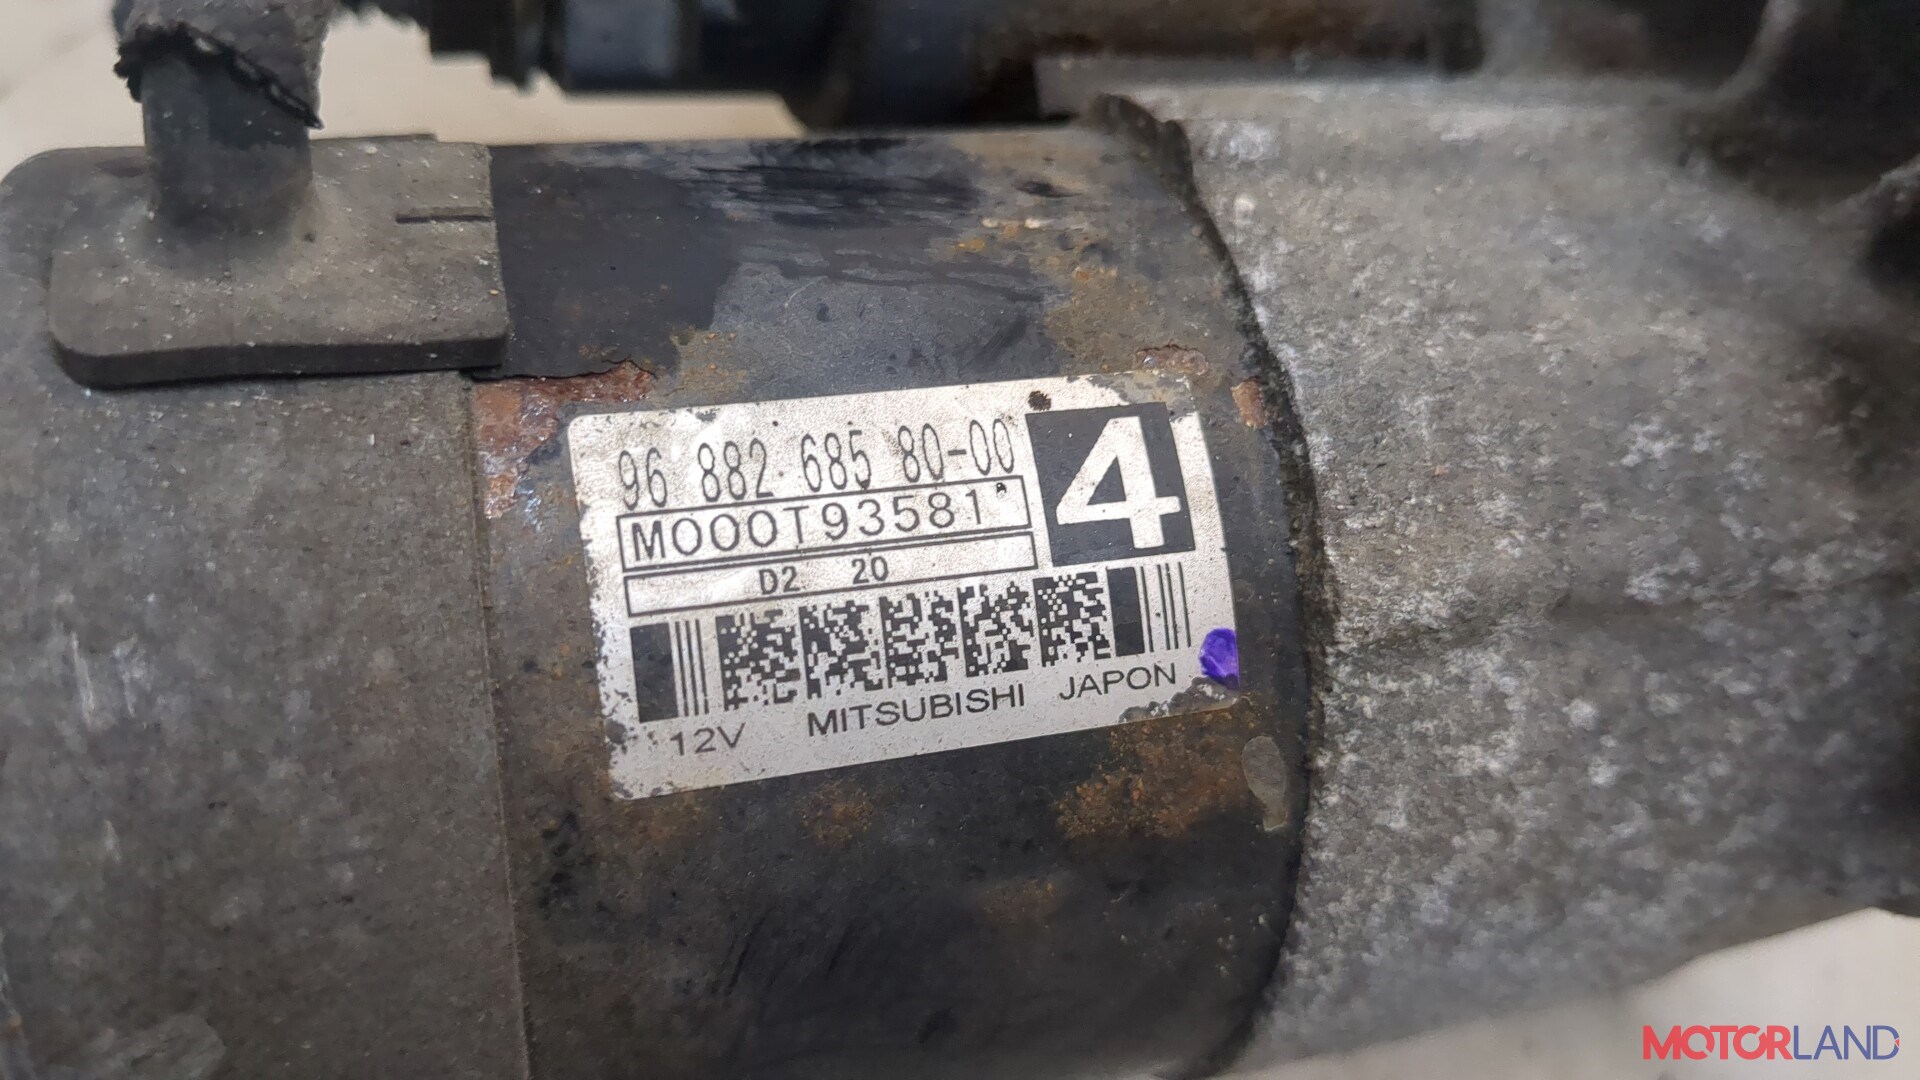 96 882 685 80-00
4
M000T93581
D2 20
12V MITSUBISHI JAPON
MOTORLAND